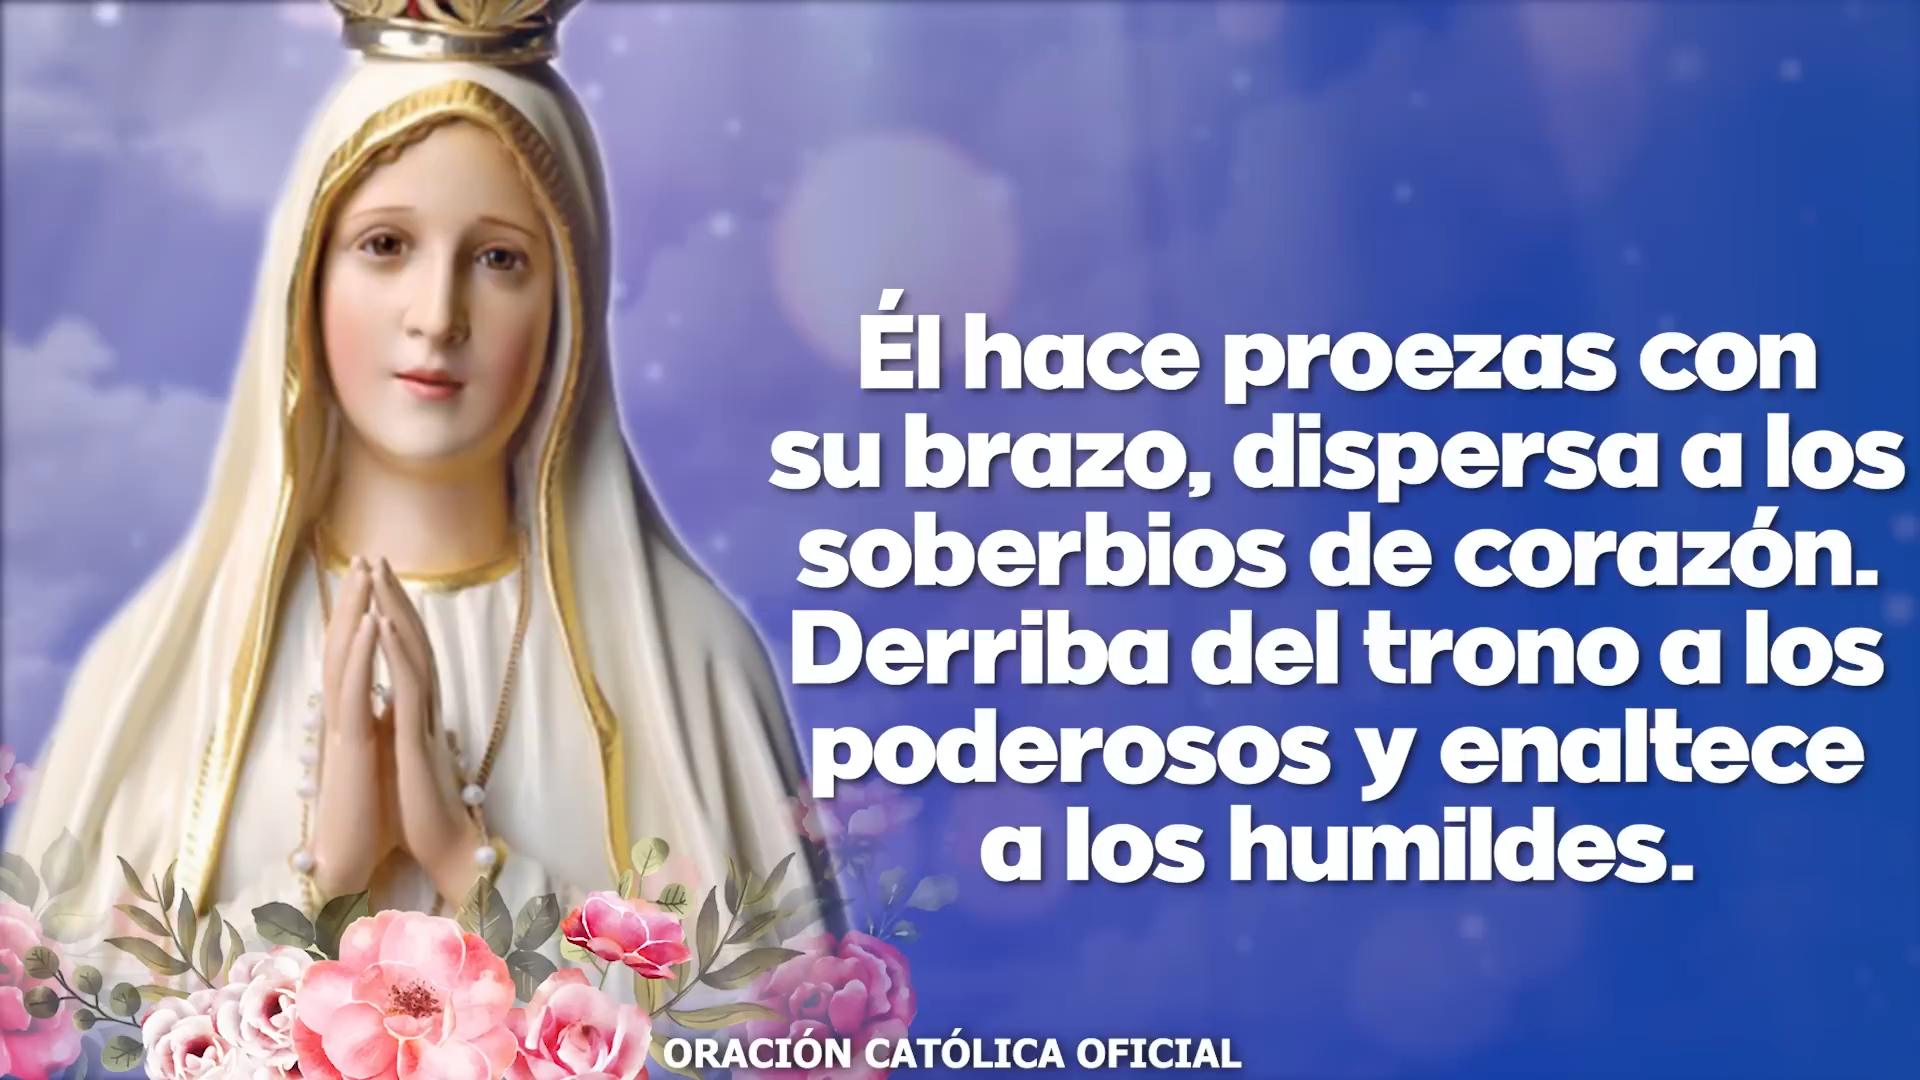 Él hace proezas con
su brazo, dispersa a los
soberbios de corazón.
Derriba del trono a los
poderosos y enaltece
a los humildes.
ORACIÓN CATÓLICA OFICIAL